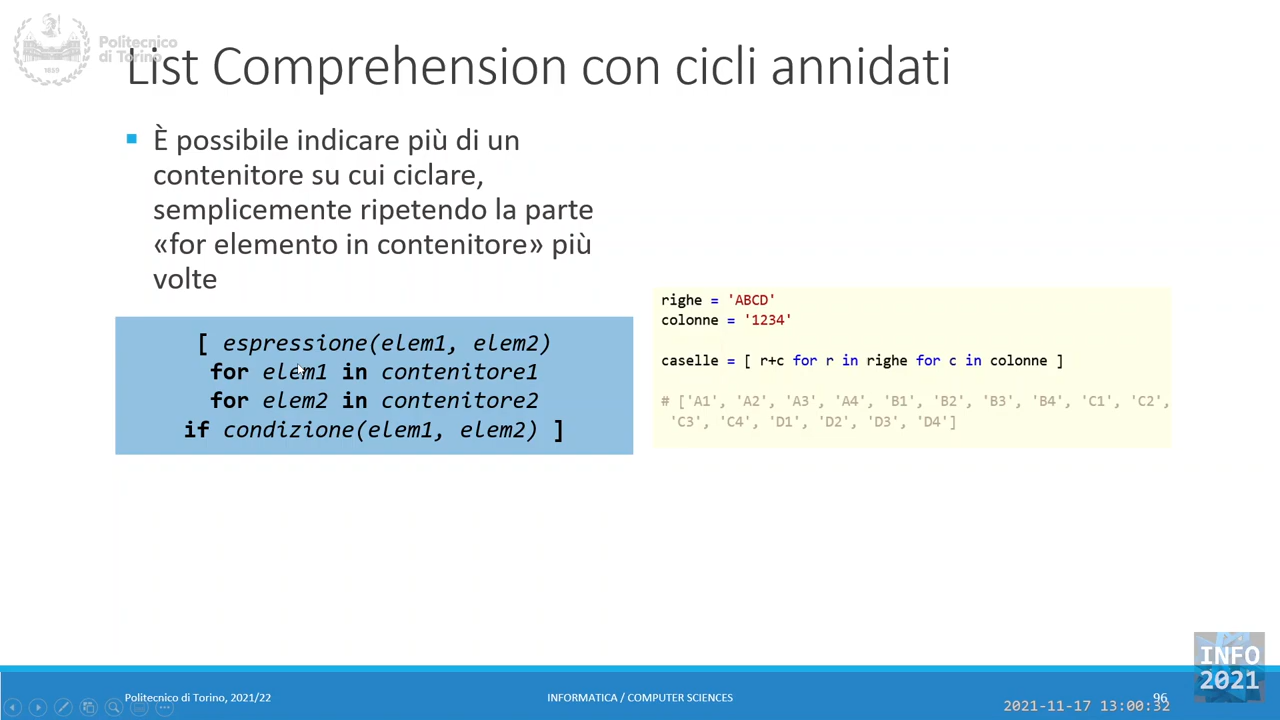 Politecnico
di Torino
1859
List Comprehension con cicli annidati
È possibile indicare più di un
contenitore su cui ciclare,
semplicemente ripetendo la parte
«for elemento in contenitore» più
volte
[ espressione(elem1, elem2)
for elem1 in contenitore1
for elem2 in contenitore2
if condizione(elem1, elem2) ]
righe = 'ABCD'
colonne = '1234'
caselle = [ r+c for r in righe for c in colonne ]
# ['A1', 'A2', 'A3', 'A4', 'B1', 'B2', 'B3', 'B4', 'C1', 'C2',
'C3', 'C4', 'D1', 'D2', 'D3', 'D4']
INFO
2021
Politecnico di Torino, 2021/22
INFORMATICA / COMPUTER SCIENCES
96
2021-11-17 13:00:32